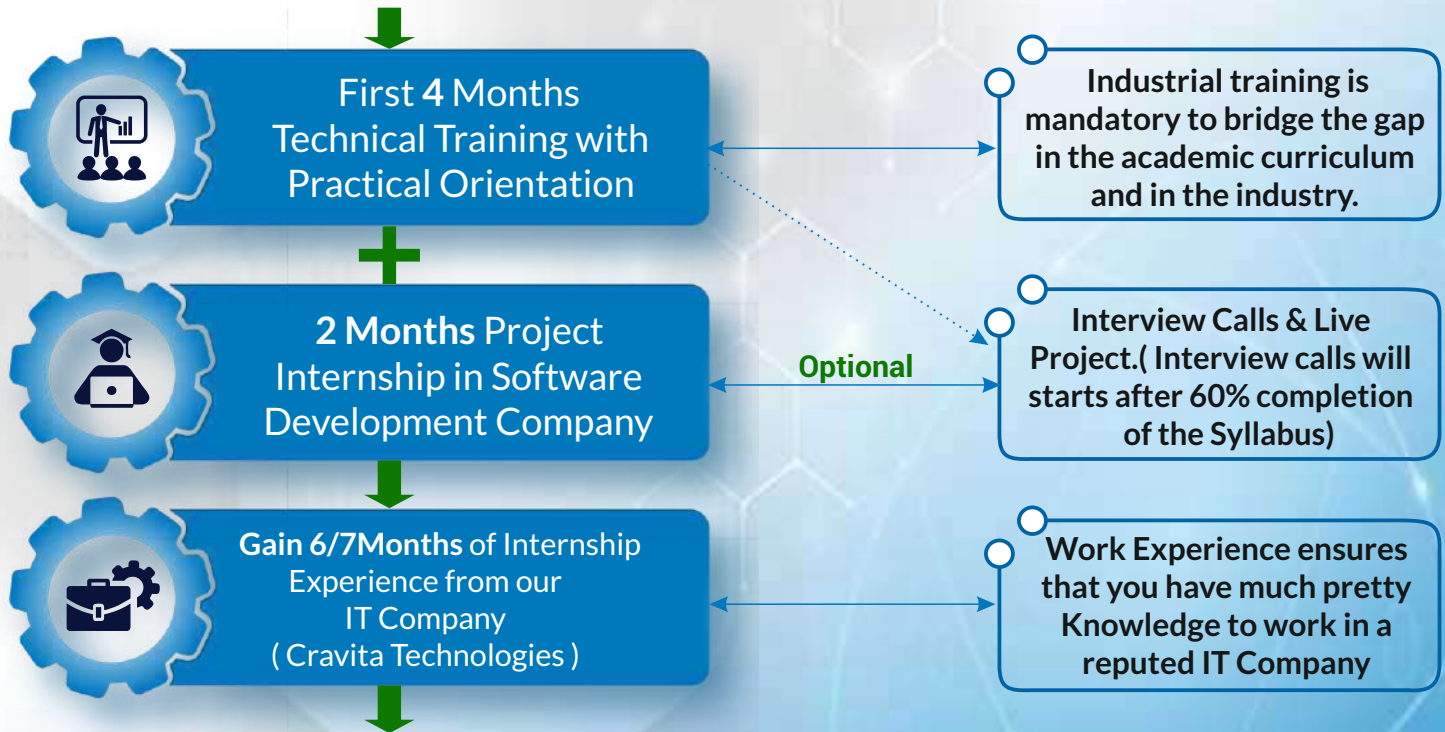 First 4 Months
Technical Training with
Practical Orientation
Industrial training is
mandatory to bridge the gap
in the academic curriculum
and in the industry.
2 Months Project
Internship in Software
Development Company
Optional
Interview Calls & Live
Project.( Interview calls will
starts after 60% completion
of the Syllabus)
Gain 6/7Months of Internship
Experience from our
IT Company
( Cravita Technologies )
Work Experience ensures
that you have much pretty
Knowledge to work in a
reputed IT Company